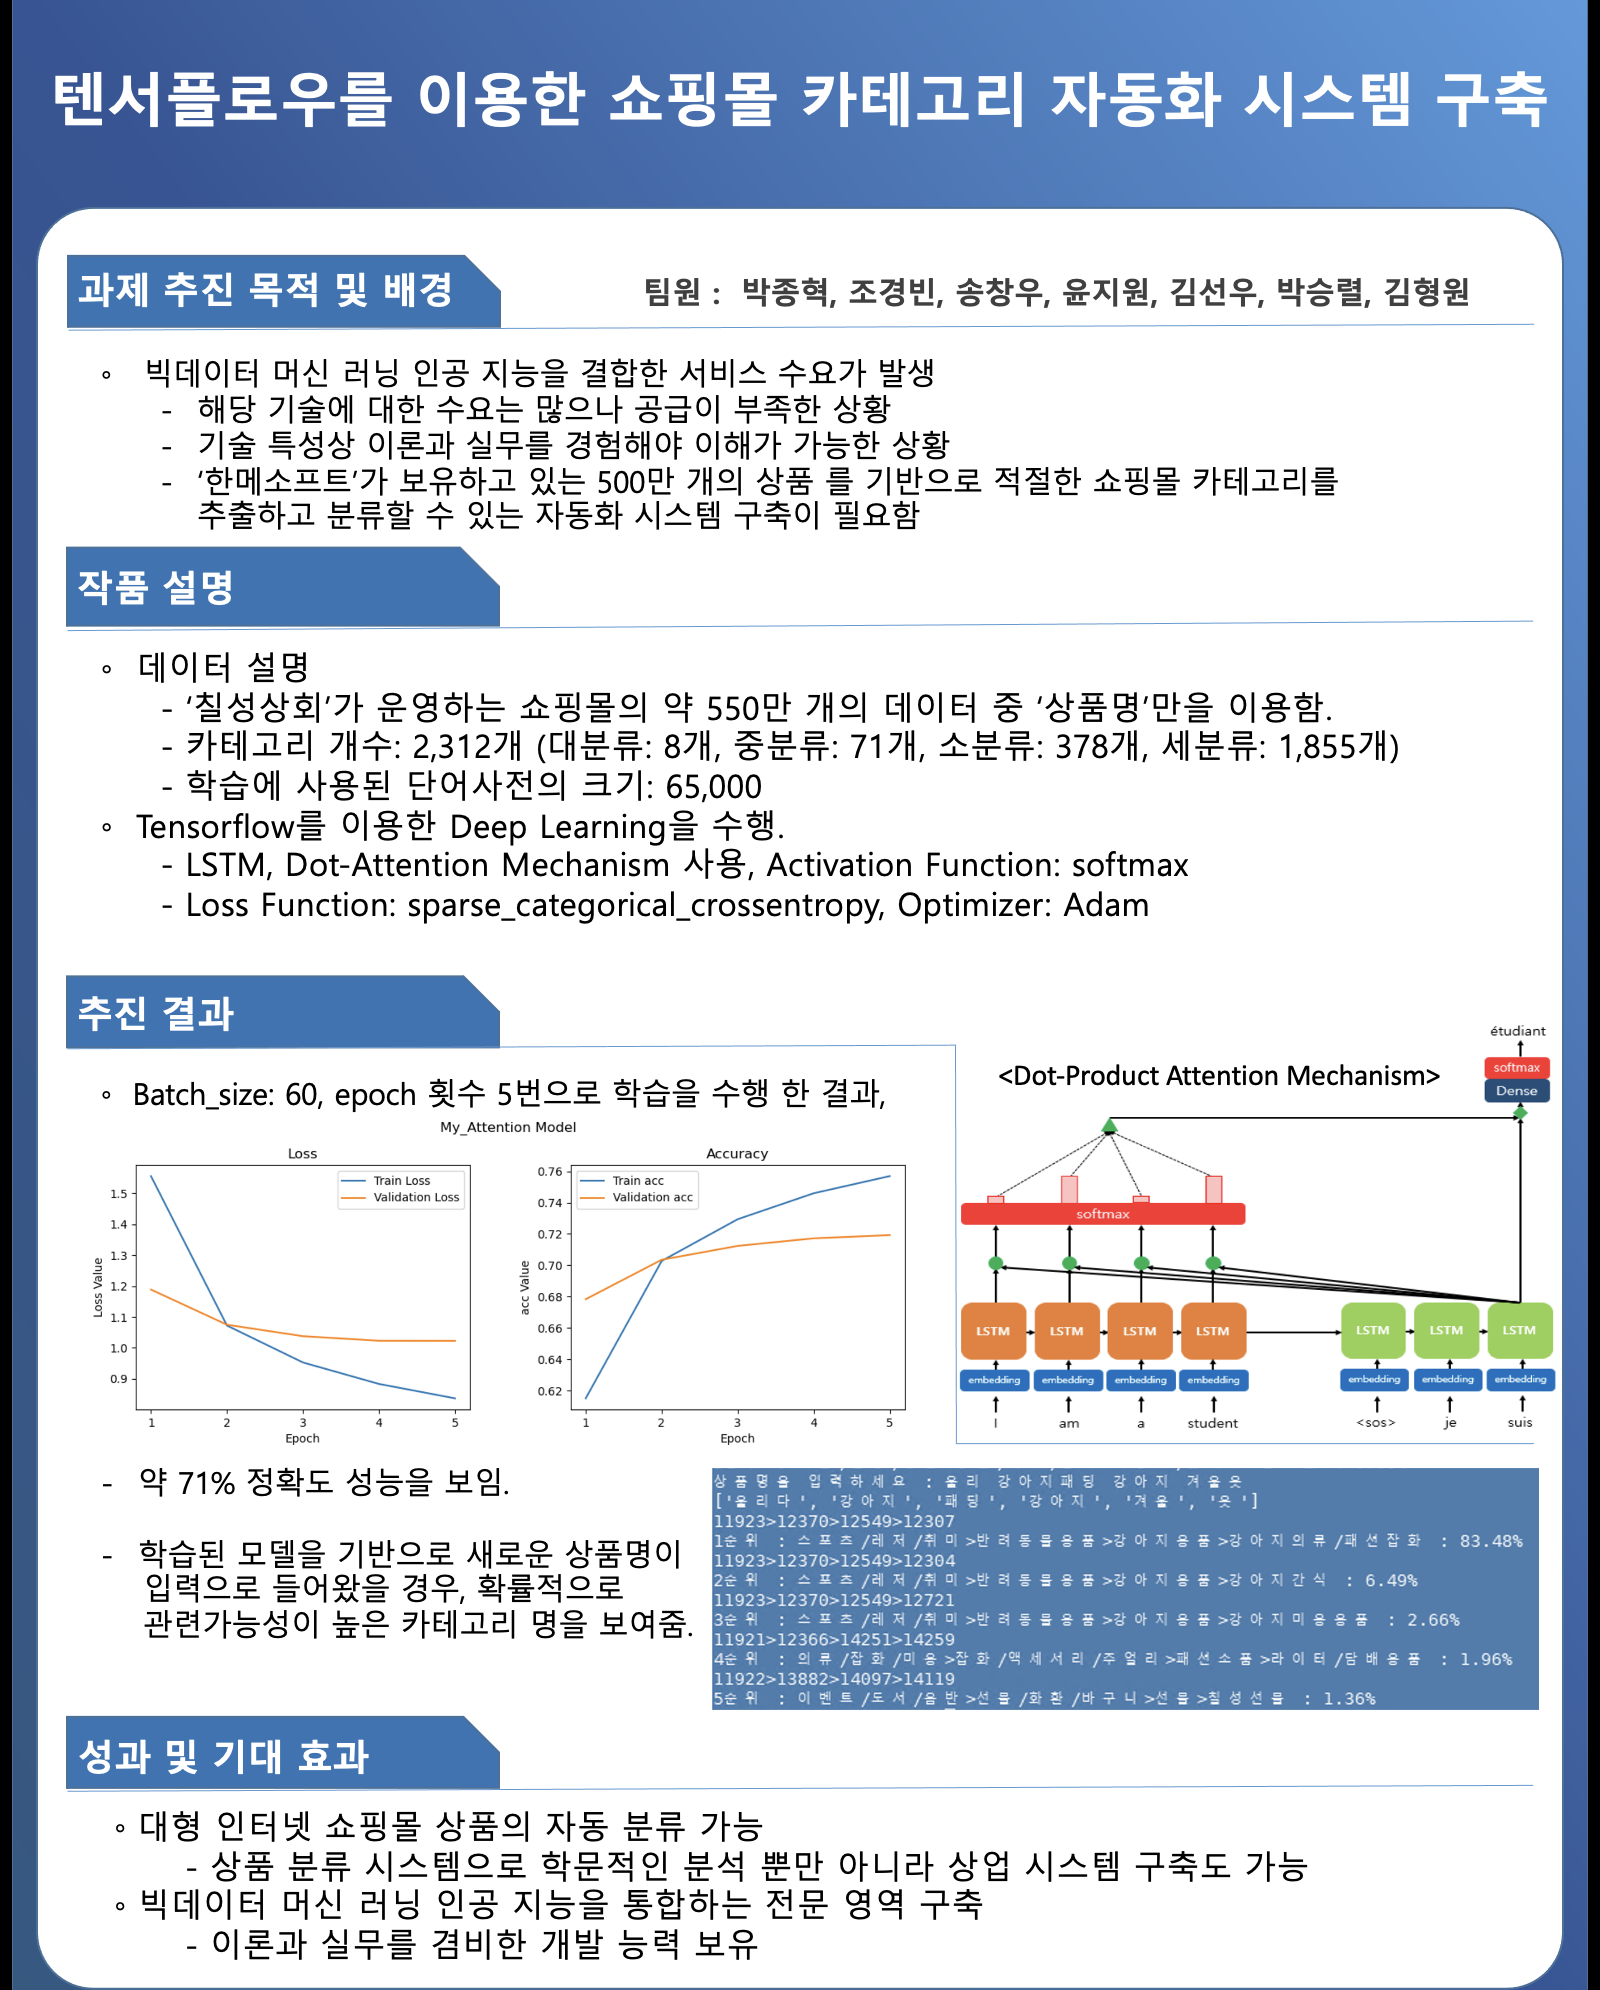 텐서플로우를 이용한 쇼핑몰 카테고리 자동화 시스템 구축
과제 추진 목적 및 배경
팀원 : 박종혁, 조경빈, 송창우, 윤지원, 김선우, 박승렬, 김형원
◦ 빅데이터 머신 러닝 인공 지능을 결합한 서비스 수요가 발생
- 해당 기술에 대한 수요는 많으나 공급이 부족한 상황
- 기술 특성상 이론과 실무를 경험해야 이해가 가능한 상황
- ‘한메소프트’가 보유하고 있는 500만 개의 상품 를 기반으로 적절한 쇼핑몰 카테고리를
추출하고 분류할 수 있는 자동화 시스템 구축이 필요함
작품 설명
◦ 데이터 설명
- ‘칠성상회’가 운영하는 쇼핑몰의 약 550만 개의 데이터 중 ‘상품명’만을 이용함.
- 카테고리 개수: 2,312개 (대분류: 8개, 중분류: 71개, 소분류: 378개, 세분류: 1,855개)
- 학습에 사용된 단어사전의 크기: 65,000
◦ Tensorflow를 이용한 Deep Learning을 수행.
- LSTM, Dot-Attention Mechanism 사용, Activation Function: softmax
- Loss Function: sparse_categorical_crossentropy, Optimizer: Adam
추진 결과
◦ Batch_size: 60, epoch 횟수 5번으로 학습을 수행 한 결과,
My_Attention Model
Loss
Train Loss
Validation Loss
1.5
1.4
1.3
1.2
1.1
1.0
0.9
Loss Value
1 2 3 4 5
Epoch
Accuracy
Train acc
Validation acc
0.76
0.74
0.72
0.70
0.68
0.66
0.64
0.62
acc Value
1 2 3 4 5
Epoch
<Dot-Product Attention Mechanism>
étudiant
softmax
Dense
softmax
LSTM LSTM LSTM LSTM LSTM LSTM LSTM
embedding embedding embedding embedding embedding embedding embedding
I am a student <sos> je suis
- 약 71% 정확도 성능을 보임.
- 학습된 모델을 기반으로 새로운 상품명이
입력으로 들어왔을 경우, 확률적으로
관련가능성이 높은 카테고리 명을 보여줌.
상품명을 입력하세요 : 올리 강아지패딩 강아지 겨울옷
['올리다', '강아지', '패딩', '강아지', '겨울', '옷']
11923>12370>12549>12307
1순위 : 스포츠/레저/취미>반려동물용품>강아지용품>강아지의류/패션잡화 : 83.48%
11923>12370>12549>12304
2순위 : 스포츠/레저/취미>반려동물용품>강아지용품>강아지간식 : 6.49%
11923>12370>12549>12721
3순위 : 스포츠/레저/취미>반려동물용품>강아지용품>강아지미용용품 : 2.66%
11921>12366>14251>14259
4순위 : 의류/잡화/미용>잡화/액세서리/주얼리>패션소품>라이터/담배용품 : 1.96%
11922>13882>14097>14119
5순위 : 이벤트/도서/음반>선물/화환/바구니>선물>칠성선물 : 1.36%
성과 및 기대 효과
◦ 대형 인터넷 쇼핑몰 상품의 자동 분류 가능
- 상품 분류 시스템으로 학문적인 분석 뿐만 아니라 상업 시스템 구축도 가능
◦ 빅데이터 머신 러닝 인공 지능을 통합하는 전문 영역 구축
- 이론과 실무를 겸비한 개발 능력 보유